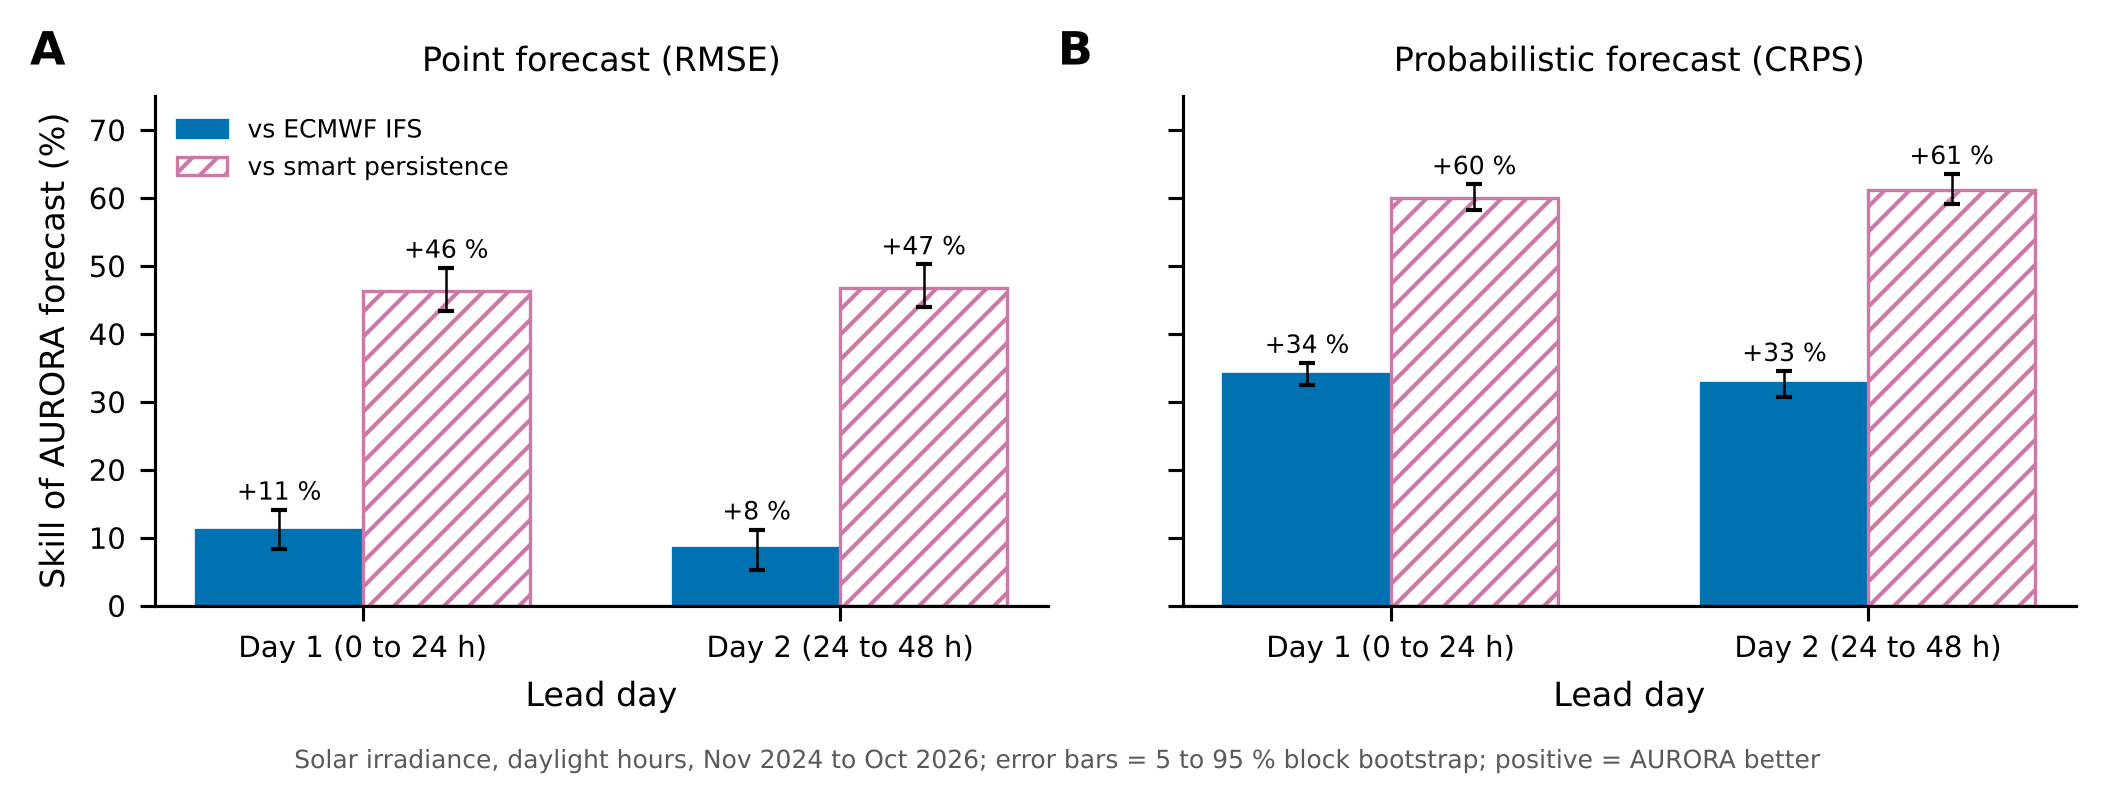 A
Point forecast (RMSE)
Skill of AURORA forecast (%)
70
60
50
40
30
20
10
0
vs ECMWF IFS
vs smart persistence
+11 %
+46 %
+8 %
+47 %
Day 1 (0 to 24 h)
Day 2 (24 to 48 h)
Lead day
B
Probabilistic forecast (CRPS)
+34 %
+60 %
+33 %
+61 %
Day 1 (0 to 24 h)
Day 2 (24 to 48 h)
Lead day
Solar irradiance, daylight hours, Nov 2024 to Oct 2026; error bars = 5 to 95 % block bootstrap; positive = AURORA better